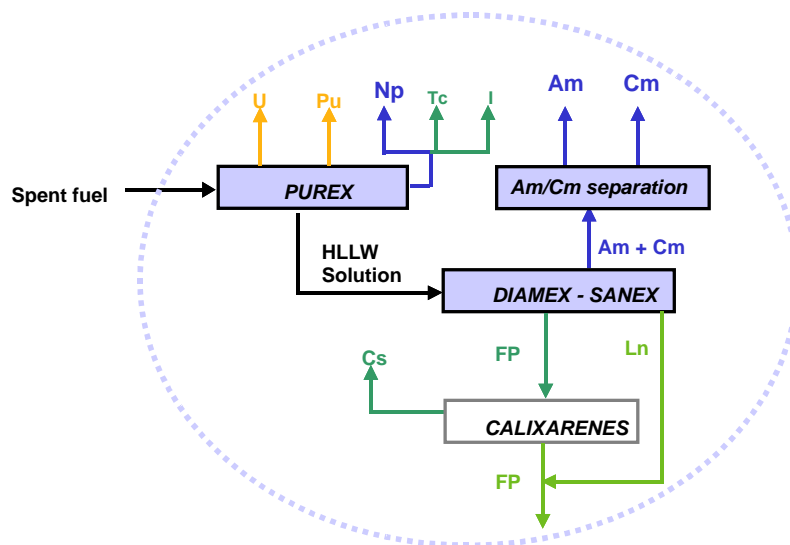 U Pu Np Tc I Am Cm
Spent fuel
PUREX
Am/Cm separation
HLLW
Solution
Am + Cm
DIAMEX - SANEX
FP
Ln
Cs
CALIXARENES
FP